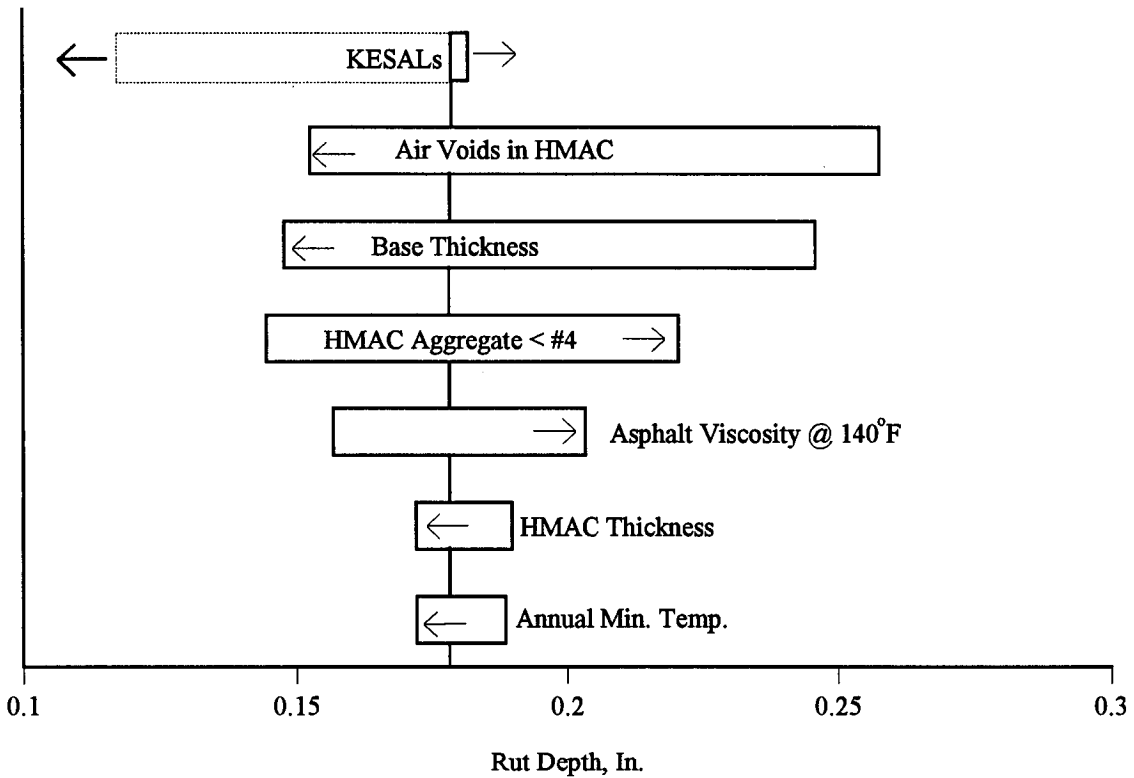 KESALs
Air Voids in HMAC
Base Thickness
HMAC Aggregate < #4
Asphalt Viscosity @ 140°F
HMAC Thickness
Annual Min. Temp.
0.1 0.15 0.2 0.25 0.3
Rut Depth, In.